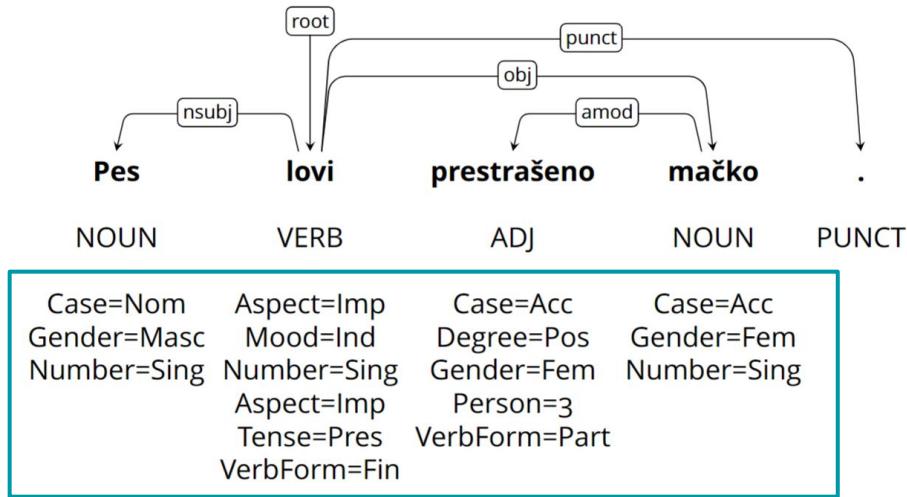 root
punct
obj
nsubj amod
Pes lovi prestrašeno mačko .
NOUN VERB ADJ NOUN PUNCT
Case=Nom Aspect=Imp Case=Acc Case=Acc
Gender=Masc Mood=Ind Degree=Pos Gender=Fem
Number=Sing Number=Sing Gender=Fem Number=Sing
Aspect=Imp Person=3
Tense=Pres VerbForm=Part
VerbForm=Fin